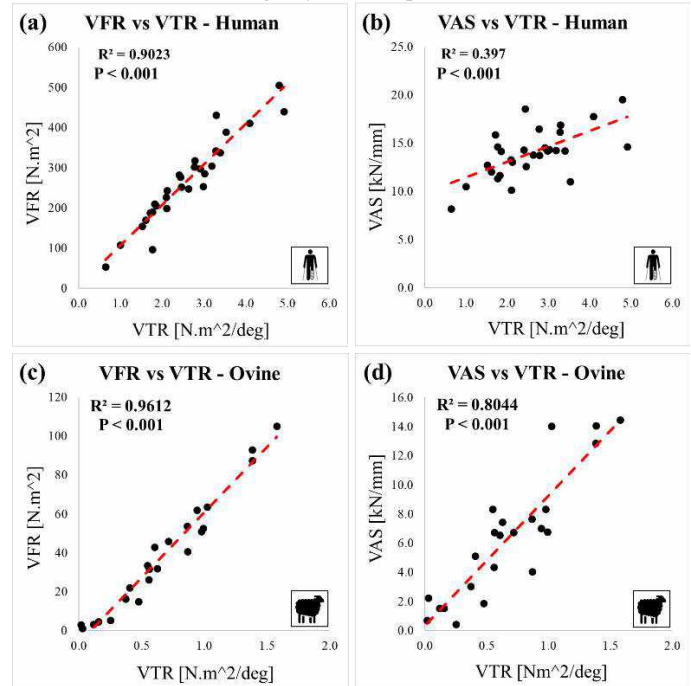 (a) VFR vs VTR - Human
R² = 0.9023
P < 0.001
600
500
400
300
200
100
0
VFR [N.m^2]
0.0 1.0 2.0 3.0 4.0 5.0 6.0
VTR [N.m^2/deg]
(b) VAS vs VTR - Human
R² = 0.397
P < 0.001
25.0
20.0
15.0
10.0
5.0
0.0
VAS [kN/mm]
0.0 1.0 2.0 3.0 4.0 5.0 6.0
VTR [N.m^2/deg]
(c) VFR vs VTR - Ovine
R² = 0.9612
P < 0.001
120
100
80
60
40
20
0
VFR [N.m^2]
0.0 0.5 1.0 1.5 2.0
VTR [N.m^2/deg]
(d) VAS vs VTR - Ovine
R² = 0.8044
P < 0.001
16.0
14.0
12.0
10.0
8.0
6.0
4.0
2.0
0.0
VAS [kN/mm]
0.0 0.5 1.0 1.5 2.0
VTR [Nm^2/deg]